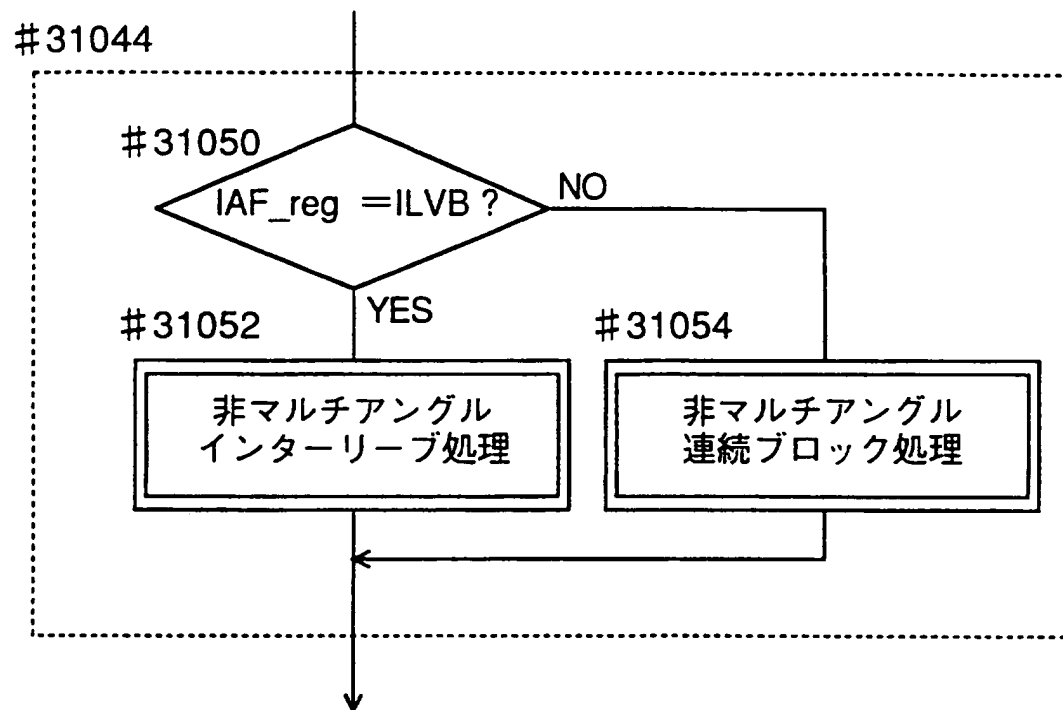 #31044
#31050
IAF_reg =ILVB ?
NO
YES
#31052
#31054
非マルチアングル
インターリーブ処理
非マルチアングル
連続ブロック処理